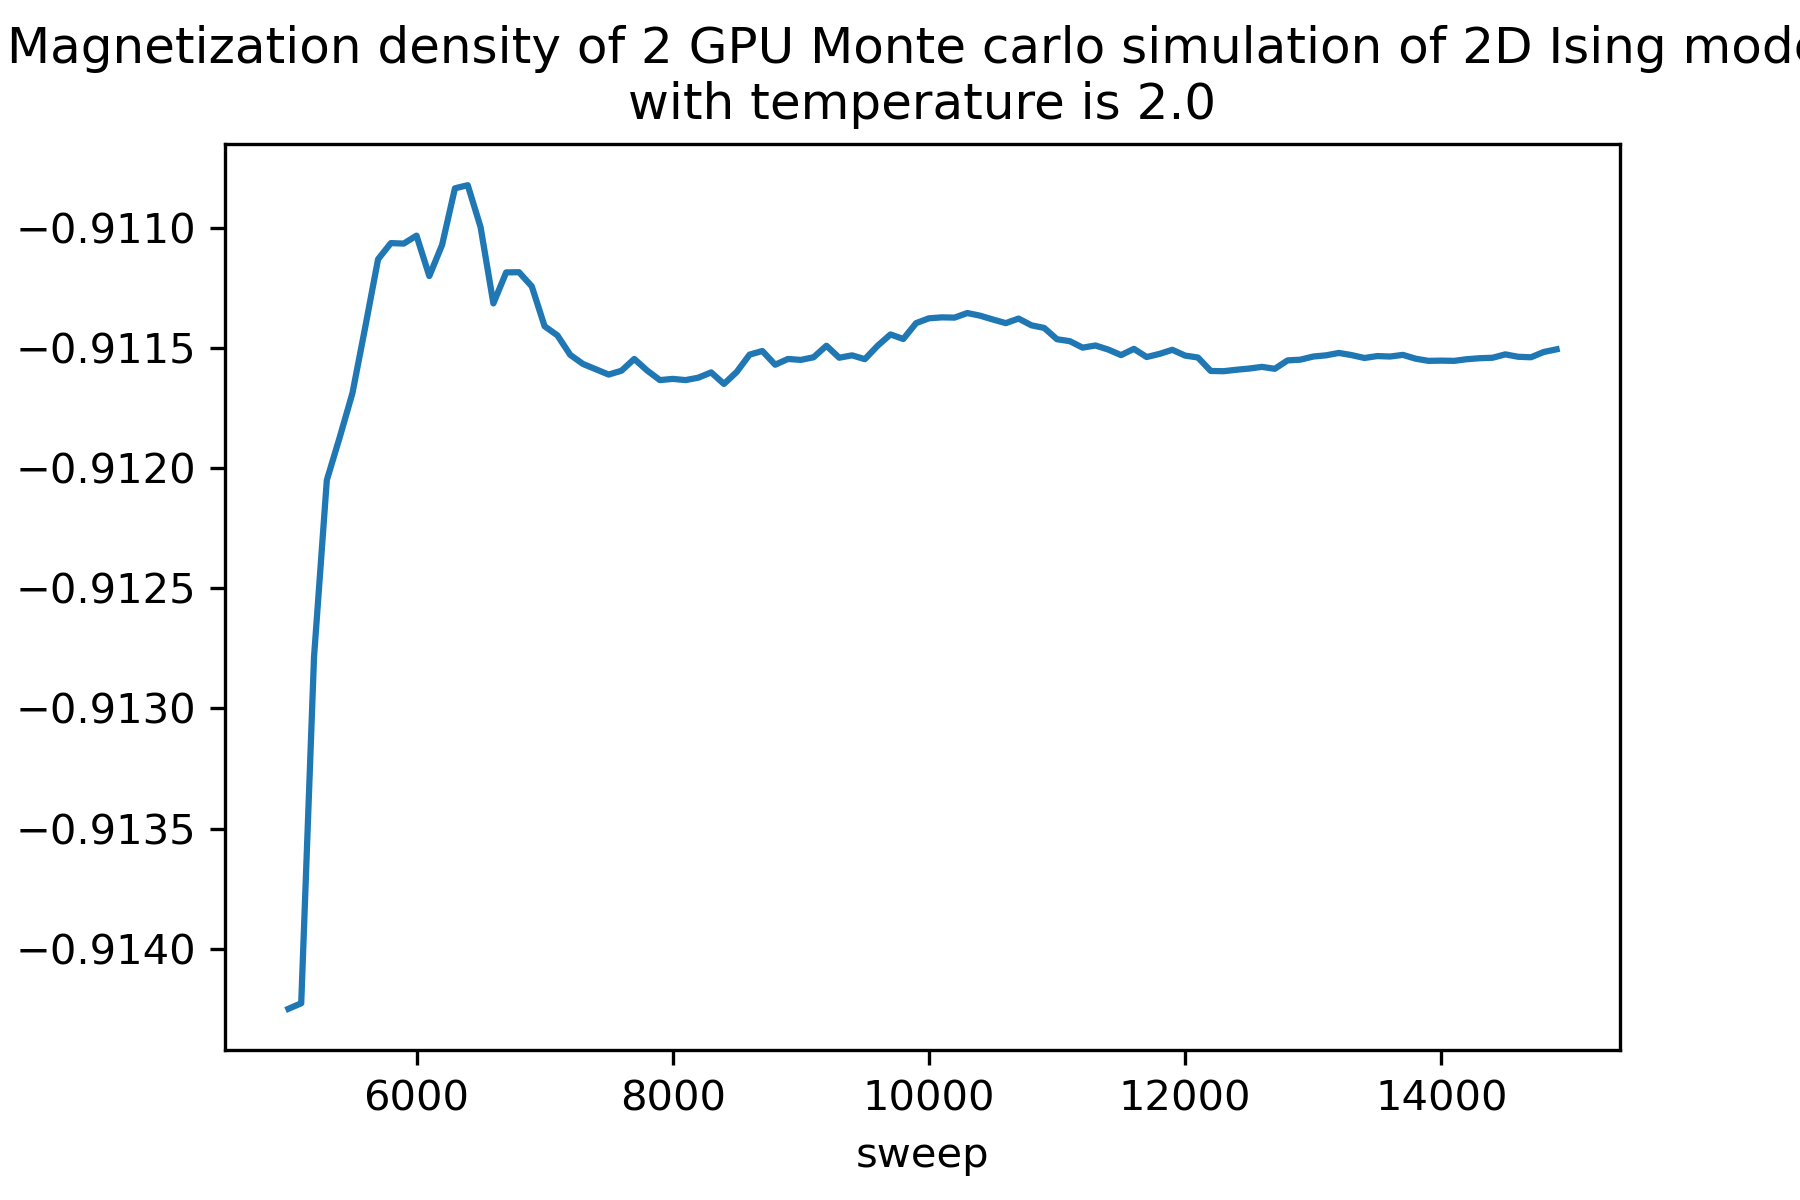 Magnetization density of 2 GPU Monte carlo simulation of 2D Ising mode
with temperature is 2.0
−0.9110
−0.9115
−0.9120
−0.9125
−0.9130
−0.9135
−0.9140
6000 8000 10000 12000 14000
sweep